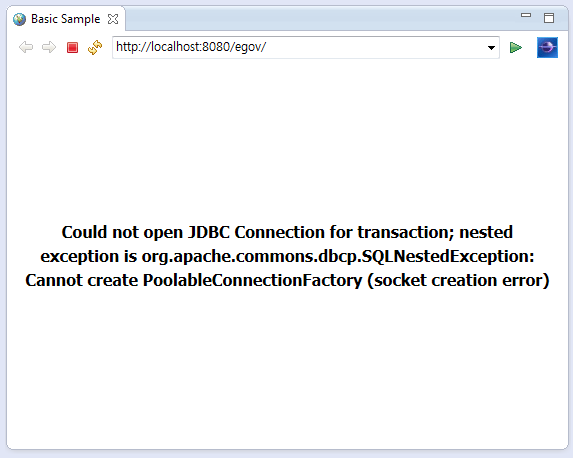 Basic Sample
http://localhost:8080/egov/
Could not open JDBC Connection for transaction; nested
exception is org.apache.commons.dbcp.SQLNestedException:
Cannot create PoolableConnectionFactory (socket creation error)